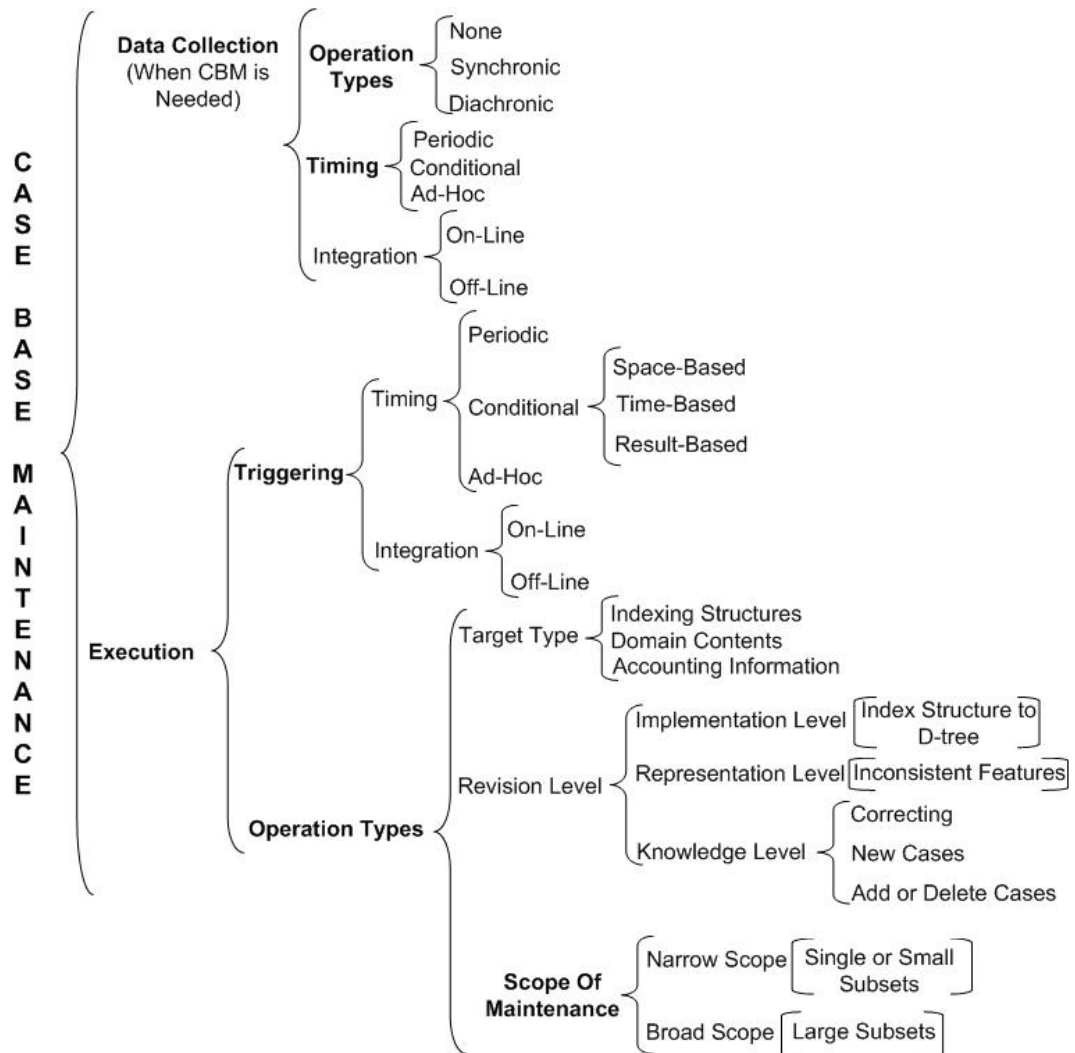 CASE BASE MAINTENANCE
Data Collection
(When CBM is
Needed)
Operation
Types
None
Synchronic
Diachronic
Timing
Periodic
Conditional
Ad-Hoc
Integration
On-Line
Off-Line
Execution
Triggering
Timing
Periodic
Conditional
Space-Based
Time-Based
Result-Based
Ad-Hoc
Integration
On-Line
Off-Line
Operation Types
Target Type
Indexing Structures
Domain Contents
Accounting Information
Revision Level
Implementation Level
Index Structure to
D-tree
Representation Level
Inconsistent Features
Knowledge Level
Correcting
New Cases
Add or Delete Cases
Scope Of
Maintenance
Narrow Scope
Single or Small
Subsets
Broad Scope
Large Subsets